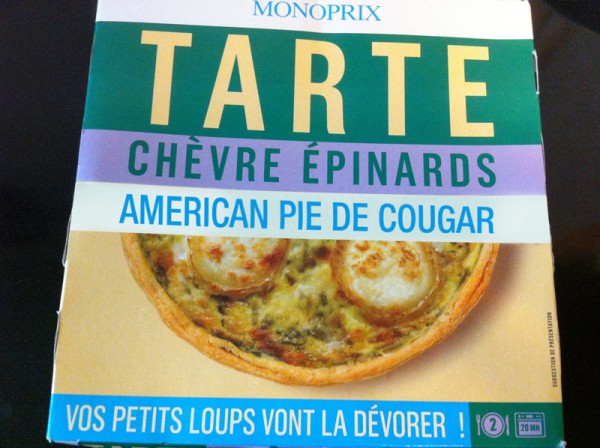 MONOPRIX
TARTE
CHÈVRE ÉPINARDS
AMERICAN PIE DE COUGAR
SUGGESTION DE PRÉSENTATION
VOS PETITS LOUPS VONT LA DÉVORER !
2
20 MN